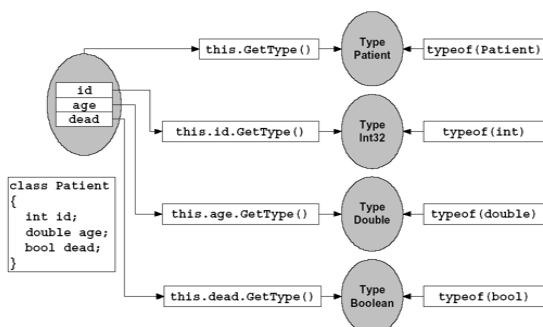 this.GetType()
Type
Patient
typeof(Patient)
id
age
dead
this.id.GetType()
Type
Int32
typeof(int)
class Patient
{
int id;
double age;
bool dead;
}
this.age.GetType()
Type
Double
typeof(double)
this.dead.GetType()
Type
Boolean
typeof(bool)